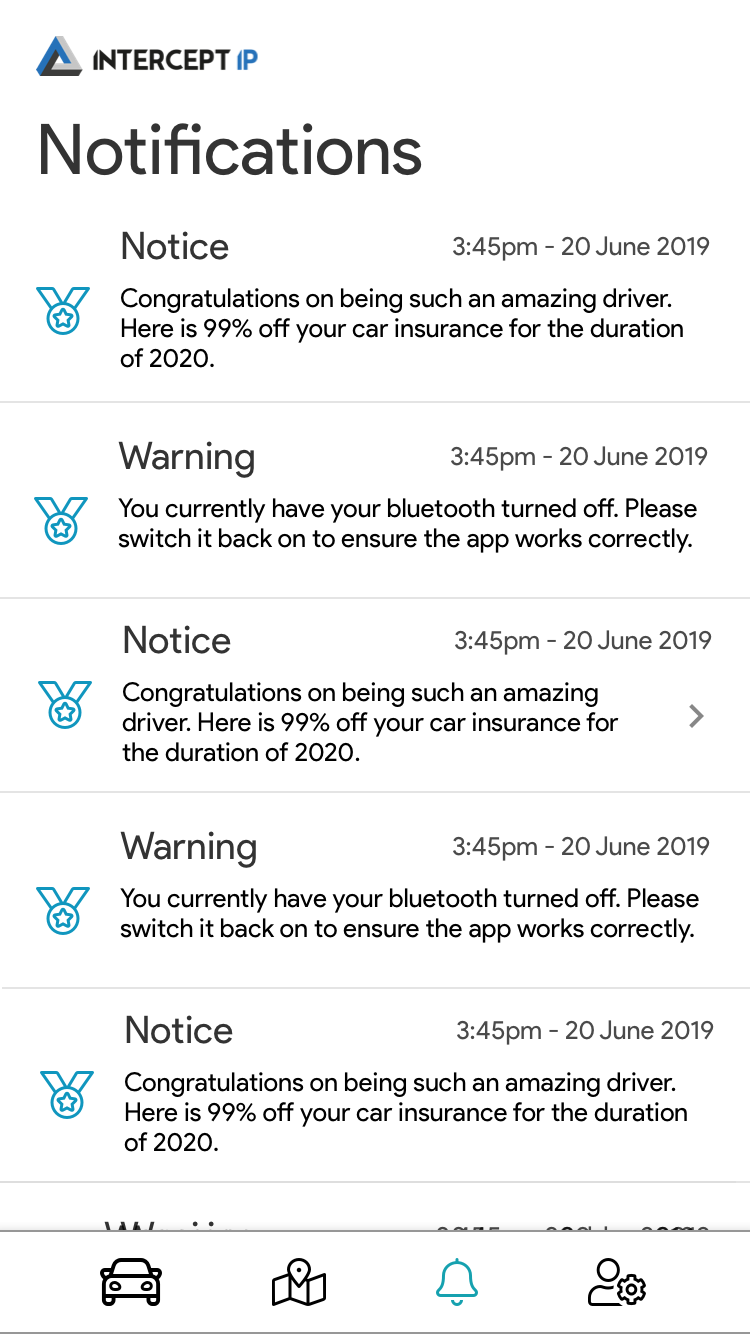 INTERCEPT IP
Notifications
Notice 3:45pm - 20 June 2019
Congratulations on being such an amazing driver.
Here is 99% off your car insurance for the duration
of 2020.
Warning 3:45pm - 20 June 2019
You currently have your bluetooth turned off. Please
switch it back on to ensure the app works correctly.
Notice 3:45pm - 20 June 2019
Congratulations on being such an amazing
driver. Here is 99% off your car insurance for
the duration of 2020.
Warning 3:45pm - 20 June 2019
You currently have your bluetooth turned off. Please
switch it back on to ensure the app works correctly.
Notice 3:45pm - 20 June 2019
Congratulations on being such an amazing driver.
Here is 99% off your car insurance for the duration
of 2020.